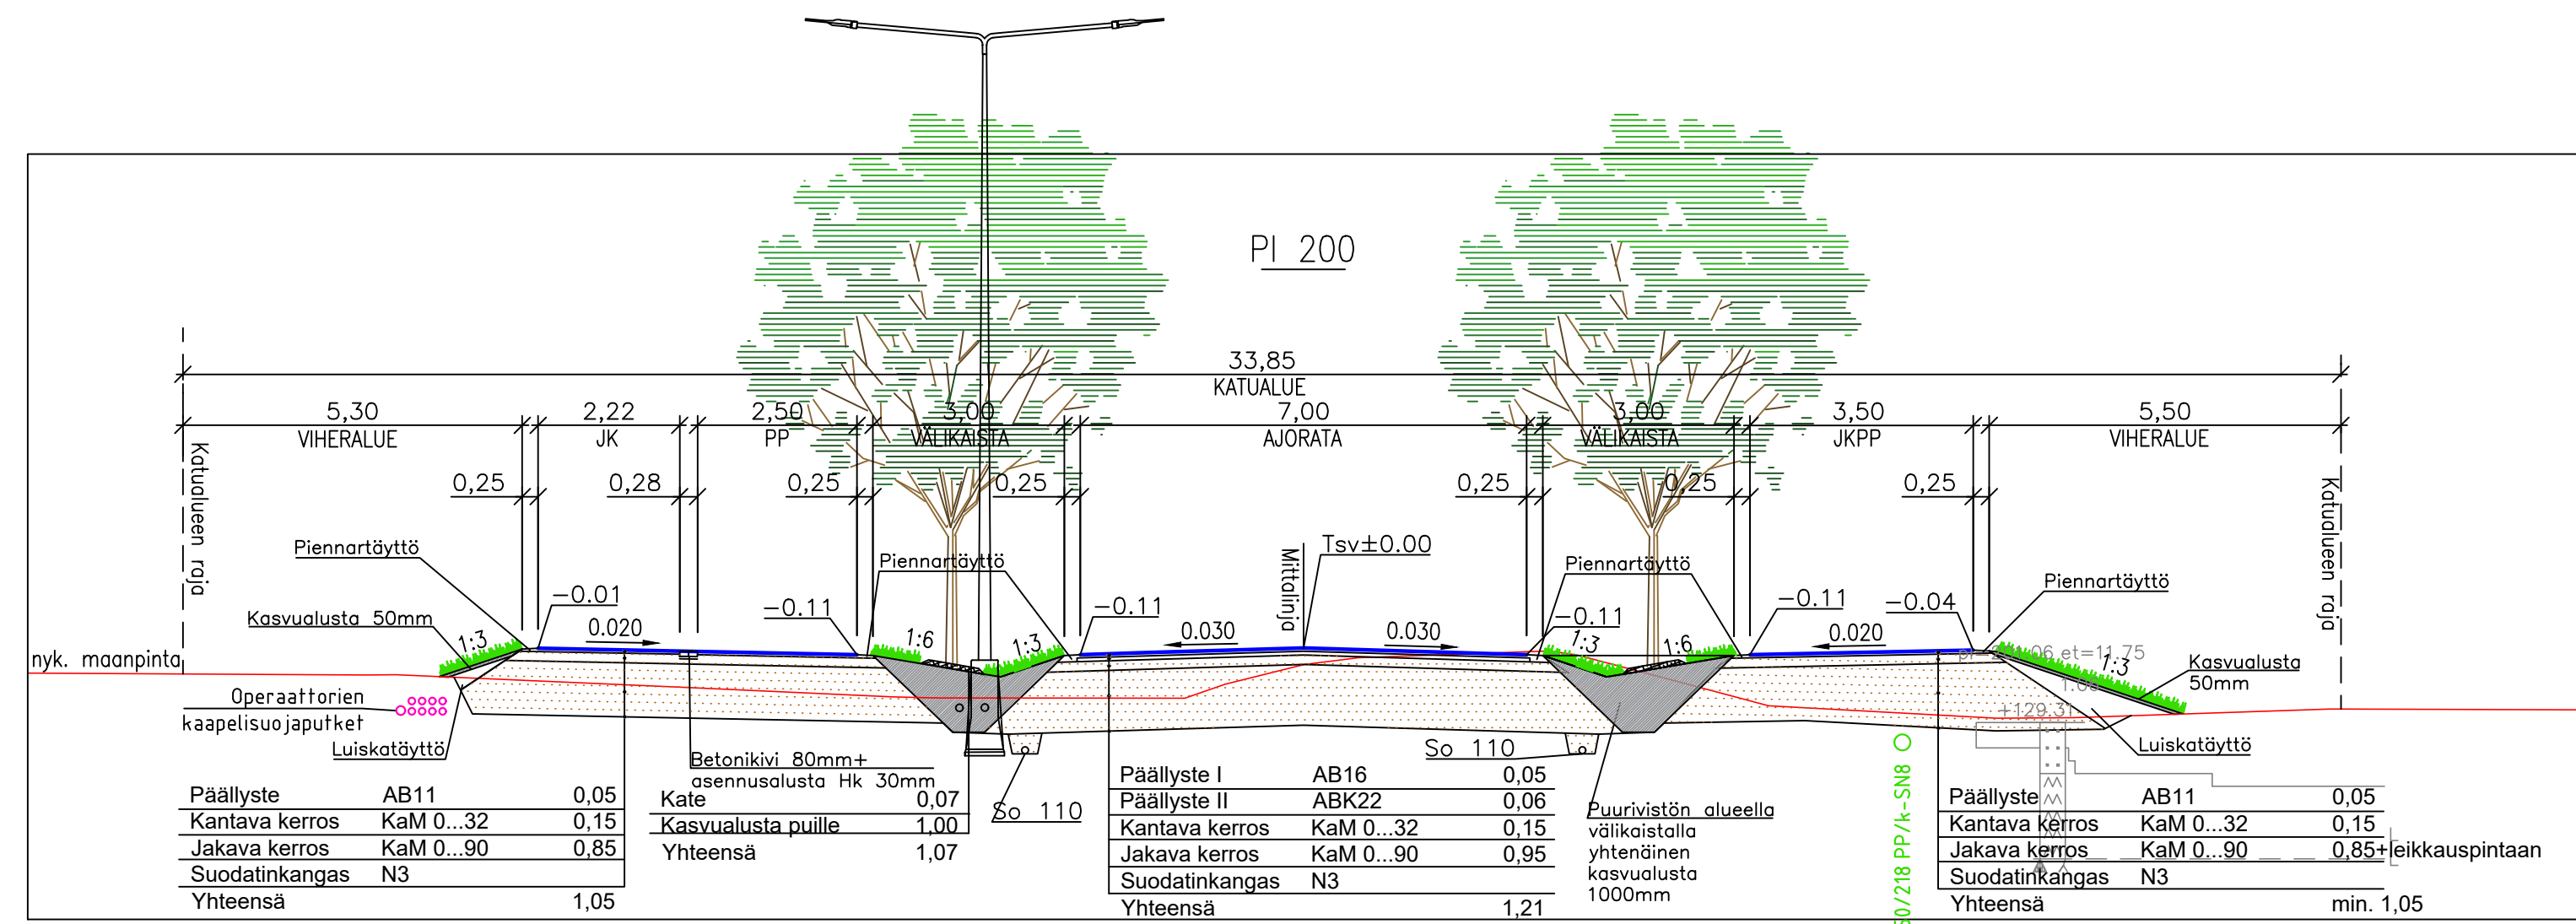 PI 200
33,85
KATUALUE
5,30
VIHERALUE
2,22
JK
2,50
PP
3,00
VÄLIKAISTA
7,00
AJORATA
3,00
VÄLIKAISTA
3,50
JKPP
5,50
VIHERALUE
Katualueen raja
0,25
0,28
0,25
0,25
0,25
0,25
0,25
Katualueen raja
Piennartäyttö
Piennartäyttö
Mittalinja
Tsv±0.00
Piennartäyttö
Piennartäyttö
Kasvualusta 50mm
1:3
-0.01
0.020
-0.11
1:6
1:3
-0.11
0.030
0.030
-0.11
1:3
1:6
-0.11
-0.04
0.020
1:3
et=11.75
+129.31
Kasvualusta
50mm
nyk. maanpinta
Operaattorien
kaapelisuojaputket
Luiskatäyttö
Luiskatäyttö
Betonikivi 80mm+
asennusalusta Hk 30mm
So 110
So 110
Puurivistön alueella
välikaistalla
yhtenäinen
kasvualusta
1000mm
0/218 PP/k-SN8
Päällyste AB11 0,05
Kantava kerros KaM 0...32 0,15
Jakava kerros KaM 0...90 0,85
Suodatinkangas N3
Yhteensä 1,05
Kate 0,07
Kasvualusta puille 1,00
Yhteensä 1,07
Päällyste I AB16 0,05
Päällyste II ABK22 0,06
Kantava kerros KaM 0...32 0,15
Jakava kerros KaM 0...90 0,95
Suodatinkangas N3
Yhteensä 1,21
Päällyste AB11 0,05
Kantava kerros KaM 0...32 0,15
Jakava kerros KaM 0...90 0,85+leikkauspintaan
Suodatinkangas N3
Yhteensä min. 1,05